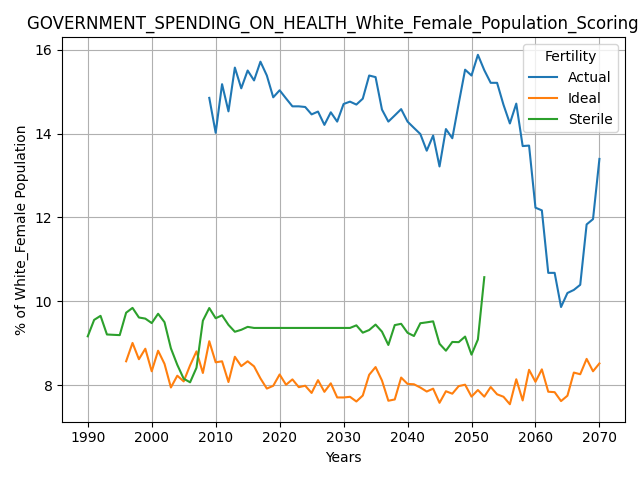 GOVERNMENT_SPENDING_ON_HEALTH_White_Female_Population_Scoring
Fertility
Actual
Ideal
Sterile
16
14
12
10
8
% of White_Female Population
1990 2000 2010 2020 2030 2040 2050 2060 2070
Years